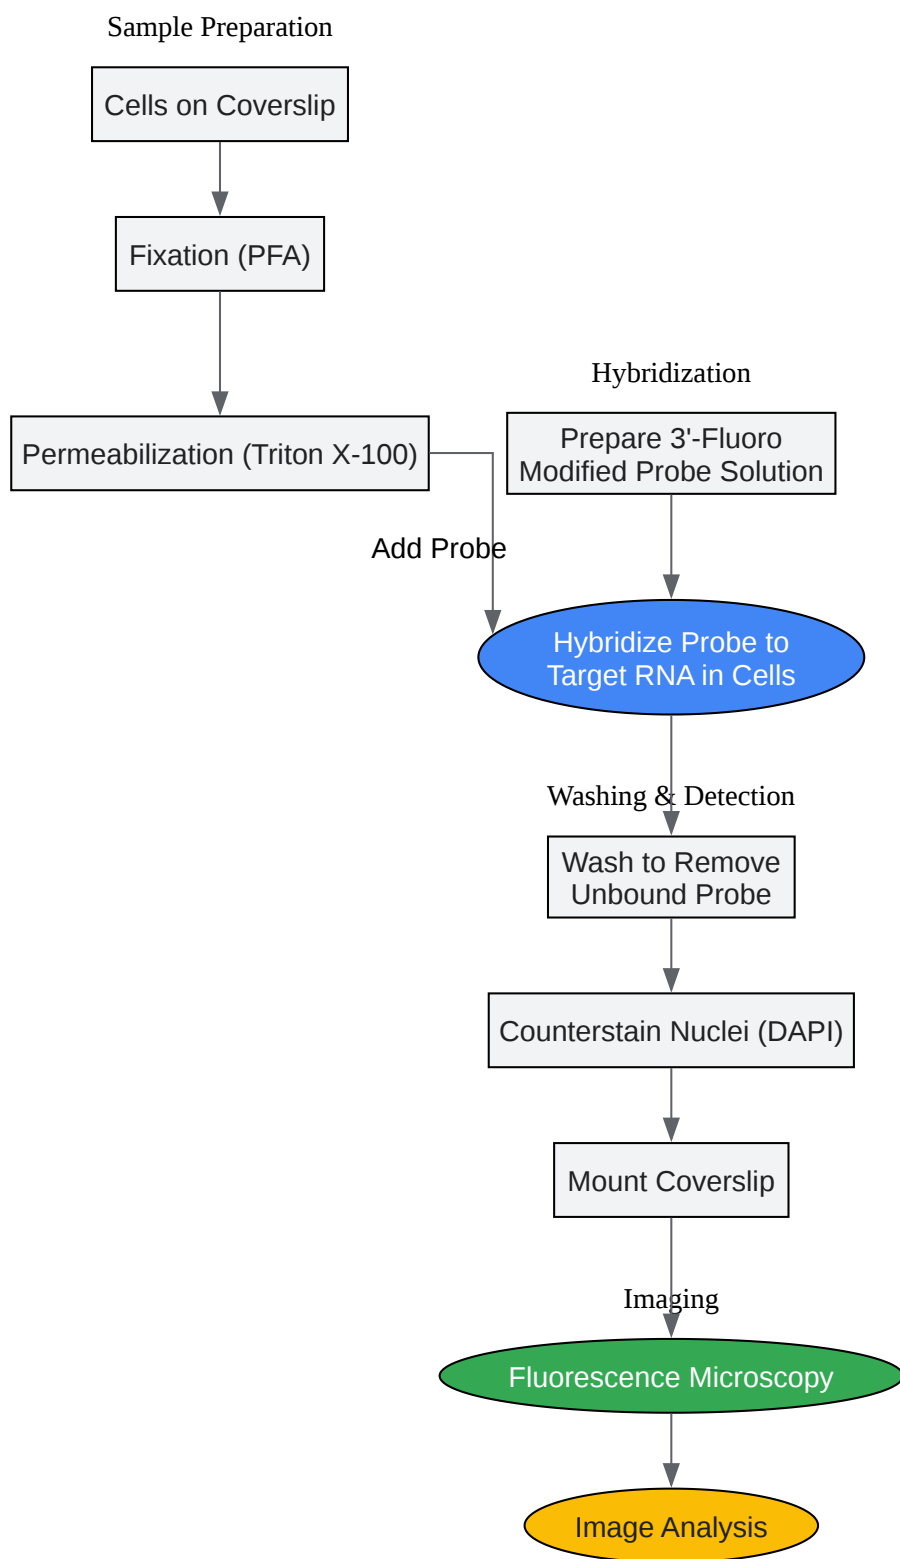 Sample Preparation
Cells on Coverslip
Fixation (PFA)
Permeabilization (Triton X-100)
Hybridization
Prepare 3'-Fluoro
Modified Probe Solution
Add Probe
Hybridize Probe to
Target RNA in Cells
Washing & Detection
Wash to Remove
Unbound Probe
Counterstain Nuclei (DAPI)
Mount Coverslip
Imaging
Fluorescence Microscopy
Image Analysis